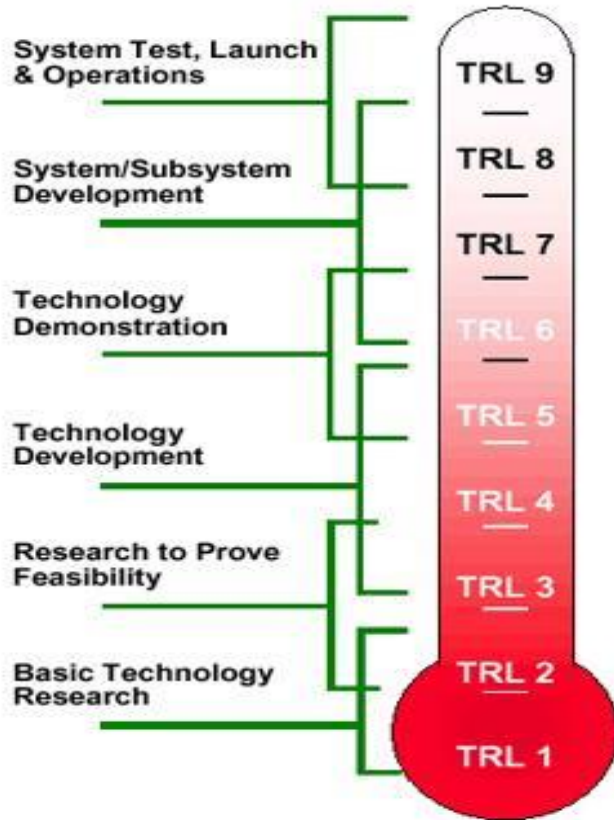 System Test, Launch
& Operations
System/Subsystem
Development
Technology
Demonstration
Technology
Development
Research to Prove
Feasibility
Basic Technology
Research
TRL 9
TRL 8
TRL 7
TRL 6
TRL 5
TRL 4
TRL 3
TRL 2
TRL 1